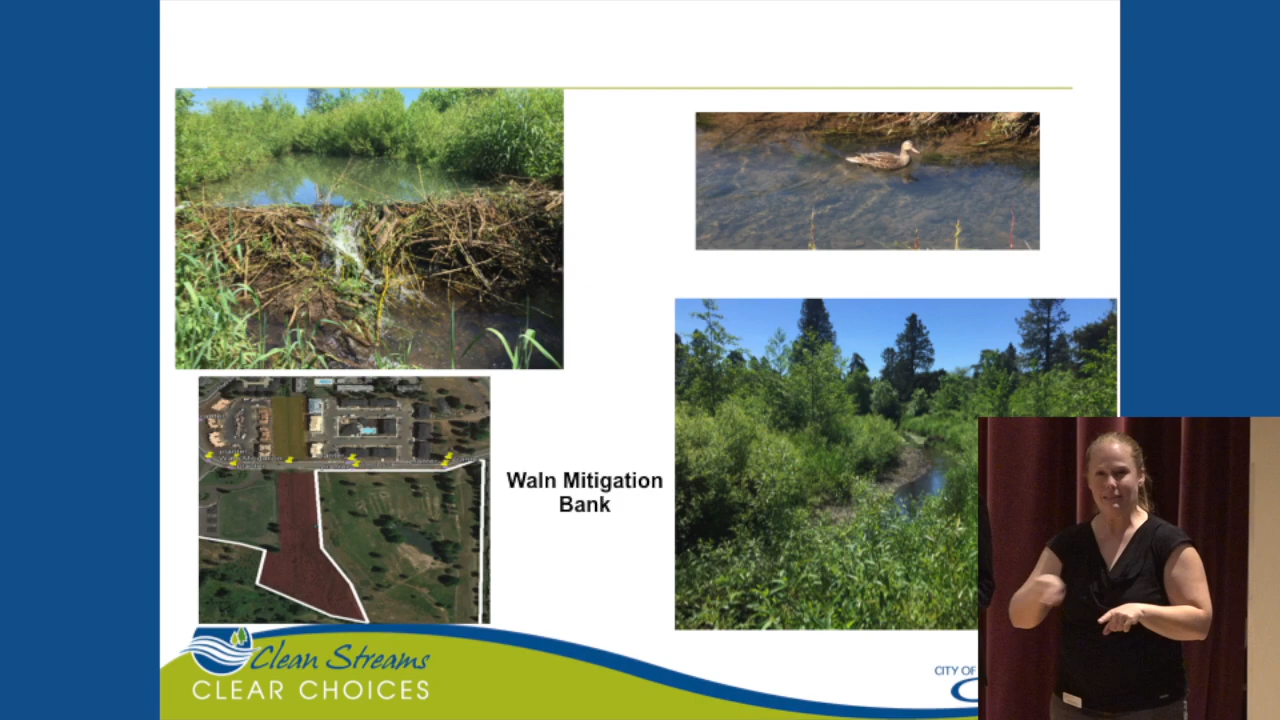 Waln Mitigation
Bank
Clean Streams
CLEAR CHOICES
CITY OF